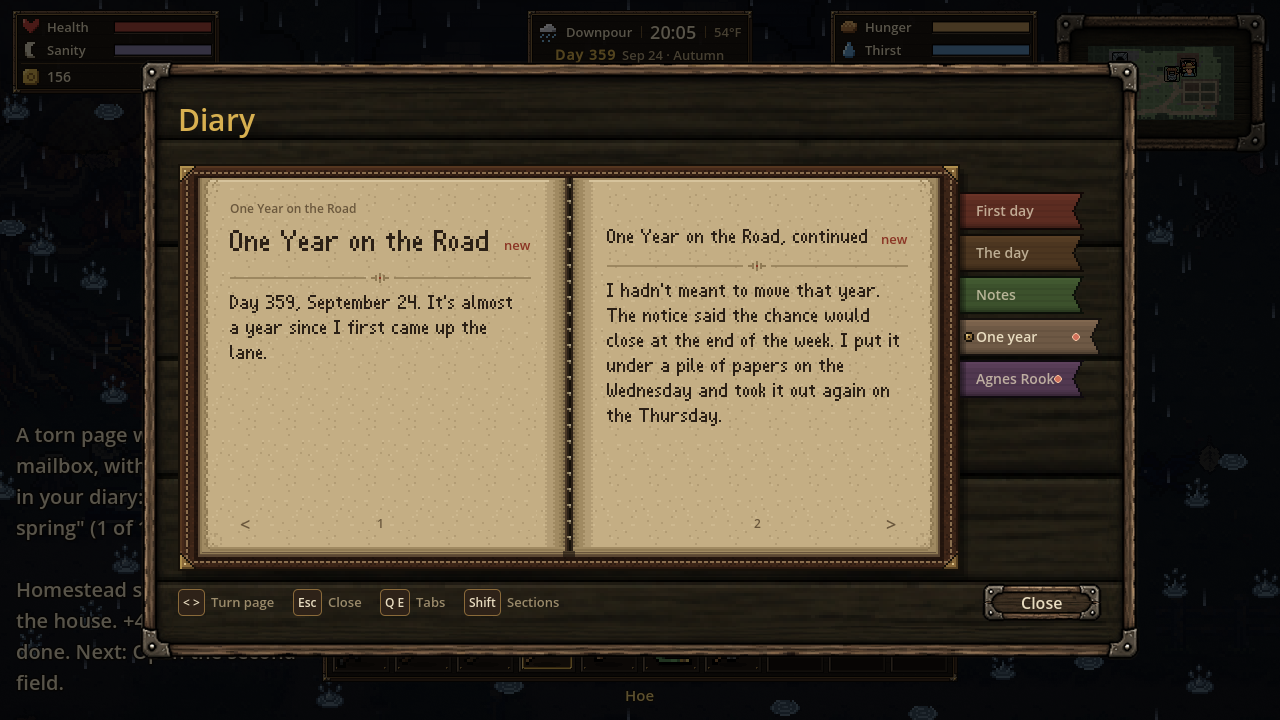 Health
Sanity
156
Downpour
20:05
54°F
Day 359 Sep 24 · Autumn
Hunger
Thirst
Diary
One Year on the Road
One Year on the Road new
Day 359, September 24. It's almost
a year since I first came up the
lane.
< 1
One Year on the Road, continued new
I hadn't meant to move that year.
The notice said the chance would
close at the end of the week. I put it
under a pile of papers on the
Wednesday and took it out again on
the Thursday.
2 >
First day
The day
Notes
One year
Agnes Rook
A torn page
mailbox, with
in your diary:
spring" (1 of
Homestead
the house.
done. Next: the second
field.
< > Turn page
Esc Close
Q E Tabs
Shift Sections
Close
Hoe